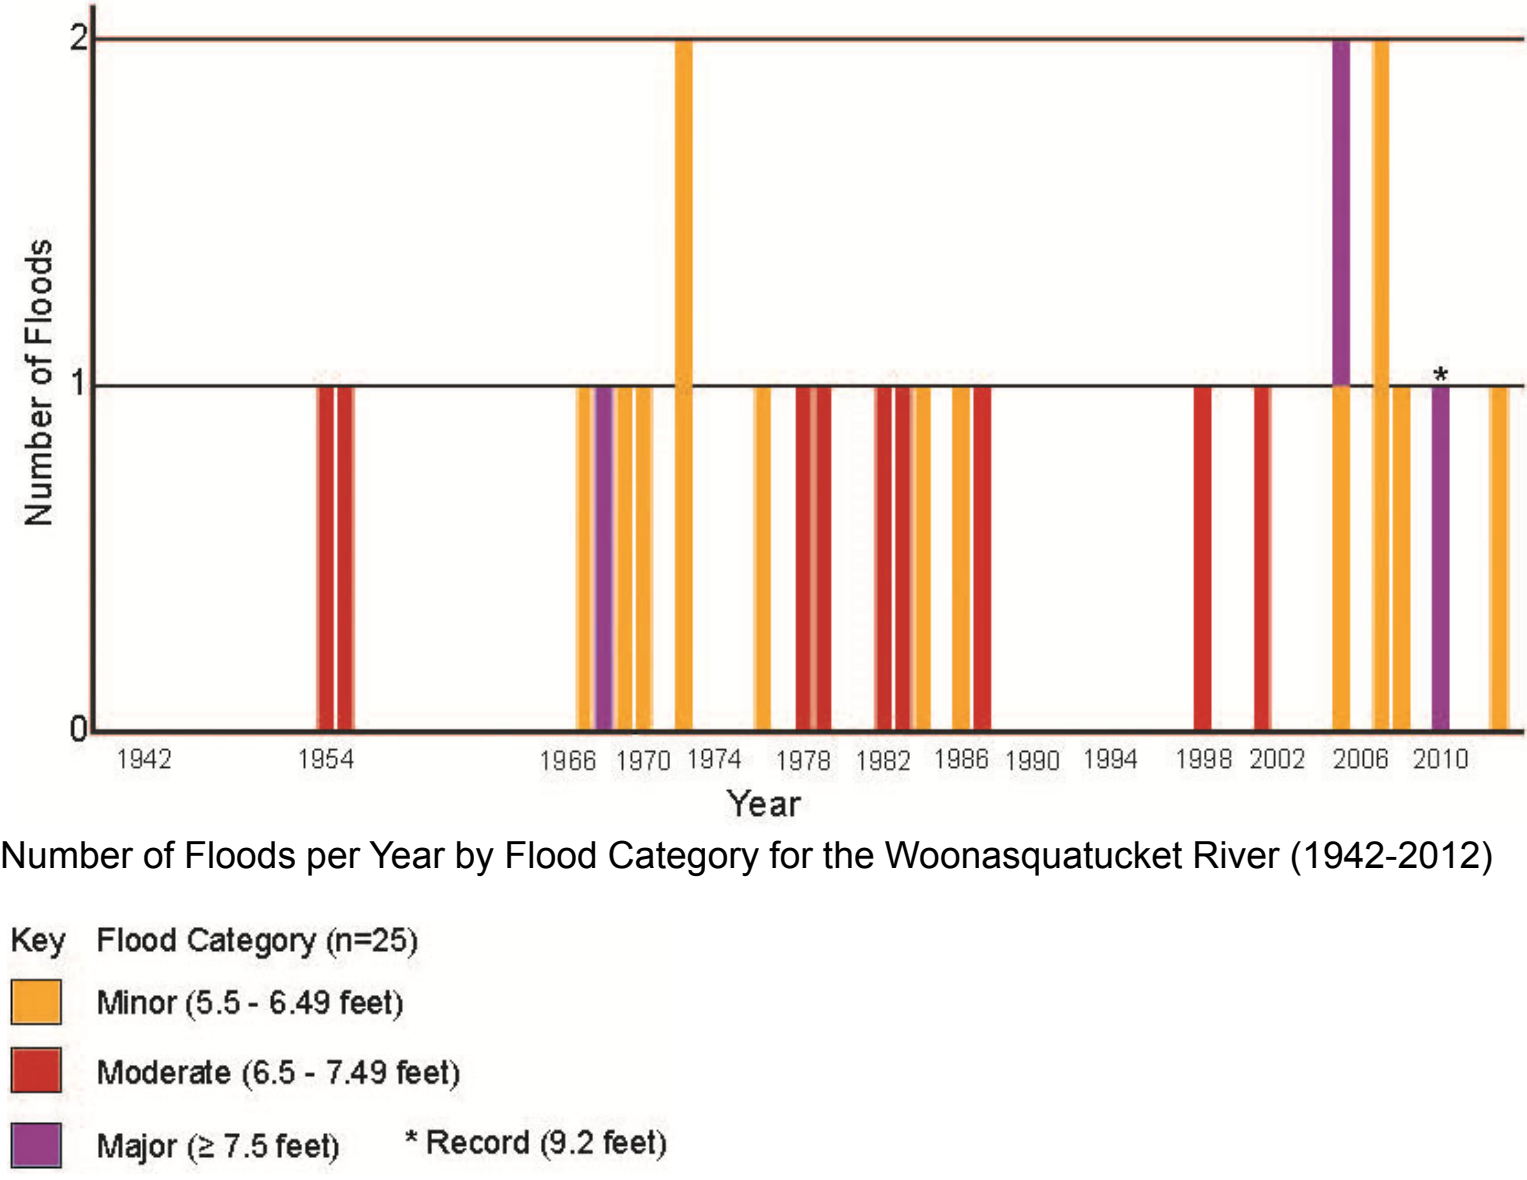 2
1
0
Number of Floods
*
1942 1954 1966 1970 1974 1978 1982 1986 1990 1994 1998 2002 2006 2010
Year
Number of Floods per Year by Flood Category for the Woonasquatucket River (1942-2012)
Key Flood Category (n=25)
Minor (5.5 - 6.49 feet)
Moderate (6.5 - 7.49 feet)
Major (≥ 7.5 feet) * Record (9.2 feet)